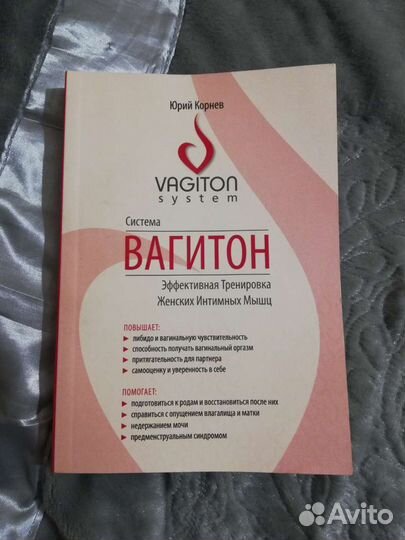 Юрий Корнев
VAGITON
system
Система
ВАГИТОН
Эффективная Тренировка
Женских Интимных Мышц
ПОВЫШАЕТ:
либидо и вагинальную чувствительность
способность получать вагинальный оргазм
притягательность для партнера
самооценку и уверенность в себе
ПОМОГАЕТ:
подготовиться к родам и восстановиться после них
справиться с опущением влагалища и матки
недержанием мочи
предменструальным синдромом
Avito